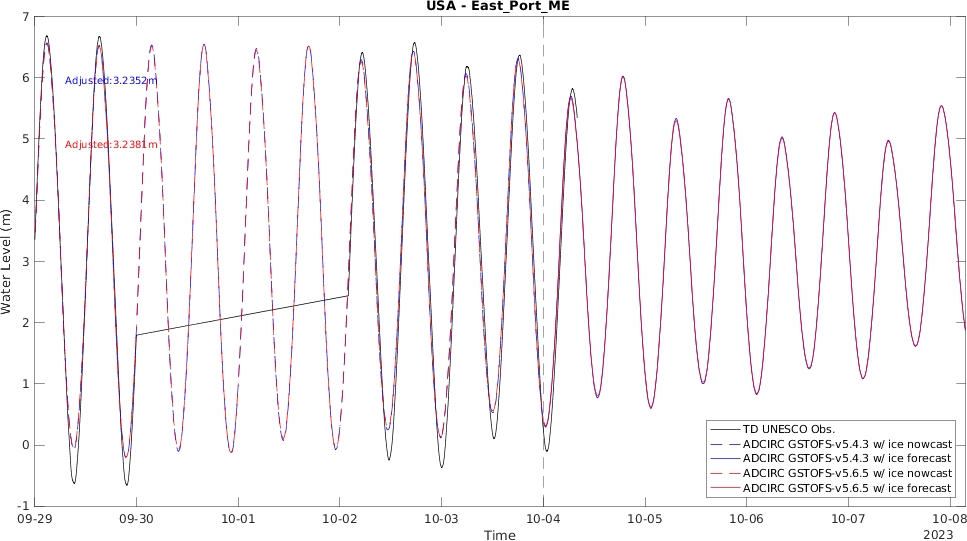 USA - East_Port_ME
7
6
5
4
3
2
1
0
-1
Water Level (m)
Adjusted:3.2352m
Adjusted:3.2381m
TD UNESCO Obs.
ADCIRC GSTOFS-v5.4.3 w/ ice nowcast
ADCIRC GSTOFS-v5.4.3 w/ ice forecast
ADCIRC GSTOFS-v5.6.5 w/ ice nowcast
ADCIRC GSTOFS-v5.6.5 w/ ice forecast
09-29 09-30 10-01 10-02 10-03 10-04 10-05 10-06 10-07 10-08
Time
2023